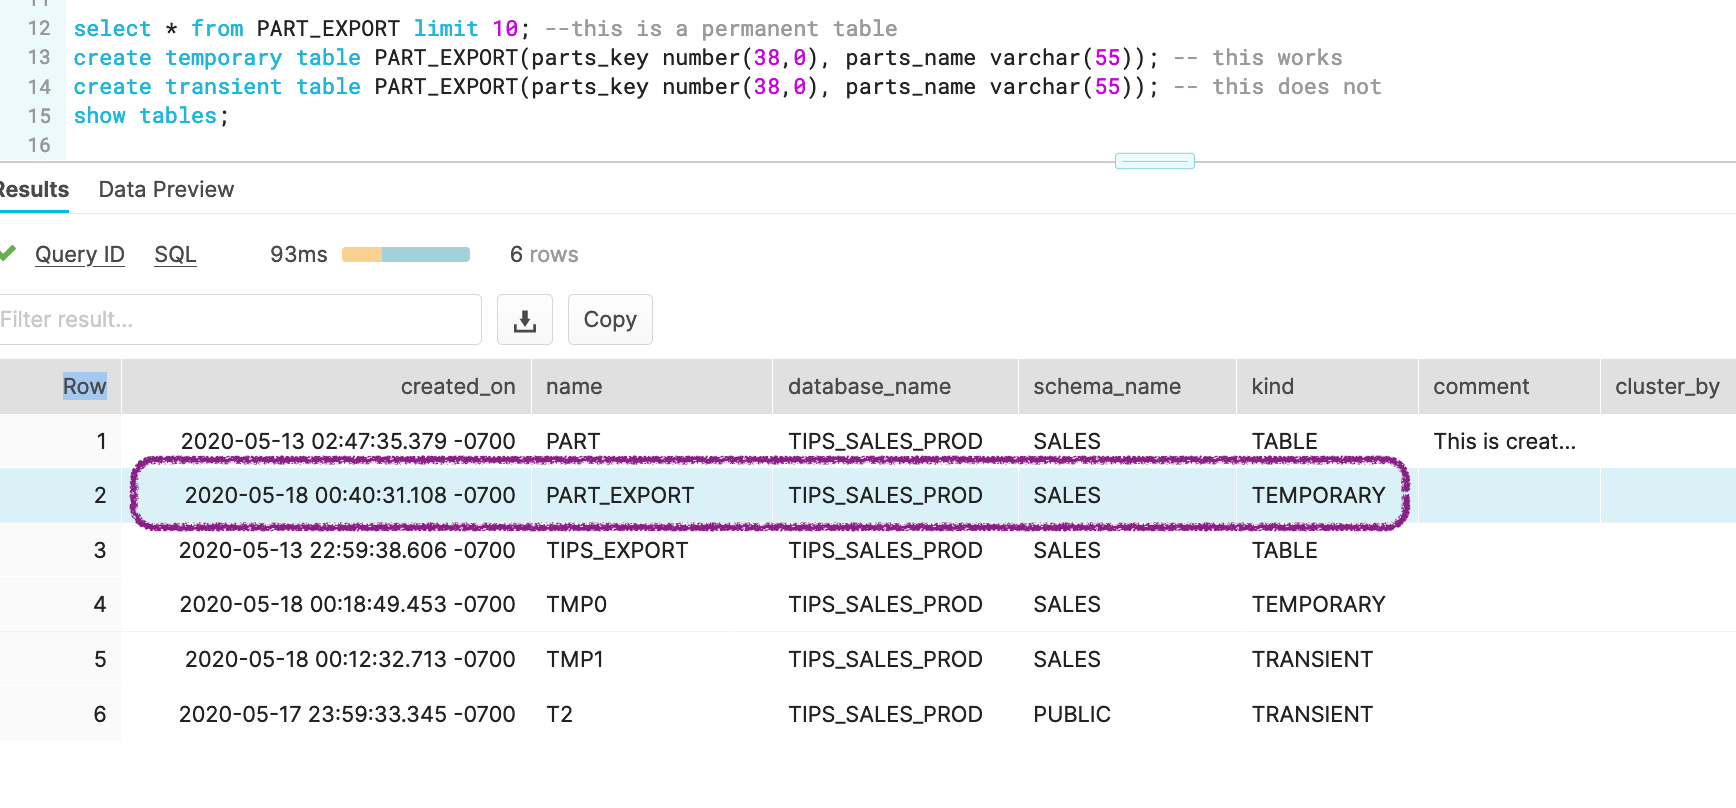 12 select * from PART_EXPORT limit 10; --this is a permanent table
13 create temporary table PART_EXPORT(parts_key number(38,0), parts_name varchar(55)); -- this works
14 create transient table PART_EXPORT(parts_key number(38,0), parts_name varchar(55)); -- this does not
15 show tables;
16
Results Data Preview
Query ID SQL 93ms 6 rows
Filter result... Copy
Row created_on name database_name schema_name kind comment cluster_by
1 2020-05-13 02:47:35.379 -0700 PART TIPS_SALES_PROD SALES TABLE This is creat...
2 2020-05-18 00:40:31.108 -0700 PART_EXPORT TIPS_SALES_PROD SALES TEMPORARY
3 2020-05-13 22:59:38.606 -0700 TIPS_EXPORT TIPS_SALES_PROD SALES TABLE
4 2020-05-18 00:18:49.453 -0700 TMP0 TIPS_SALES_PROD SALES TEMPORARY
5 2020-05-18 00:12:32.713 -0700 TMP1 TIPS_SALES_PROD SALES TRANSIENT
6 2020-05-17 23:59:33.345 -0700 T2 TIPS_SALES_PROD PUBLIC TRANSIENT